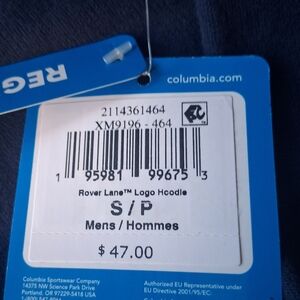 REG
columbia.com
2114361464
XM9196 - 464
1 95981 99675 3
Rover Lane™ Logo Hoodie
S / P
Mens / Hommes
$ 47.00
Columbia Sportswear Company
14375 NW Science Park Drive
Portland, OR 97229-5418 USA
Authorized EU Representative under
EU Directive 2001/95/EC: